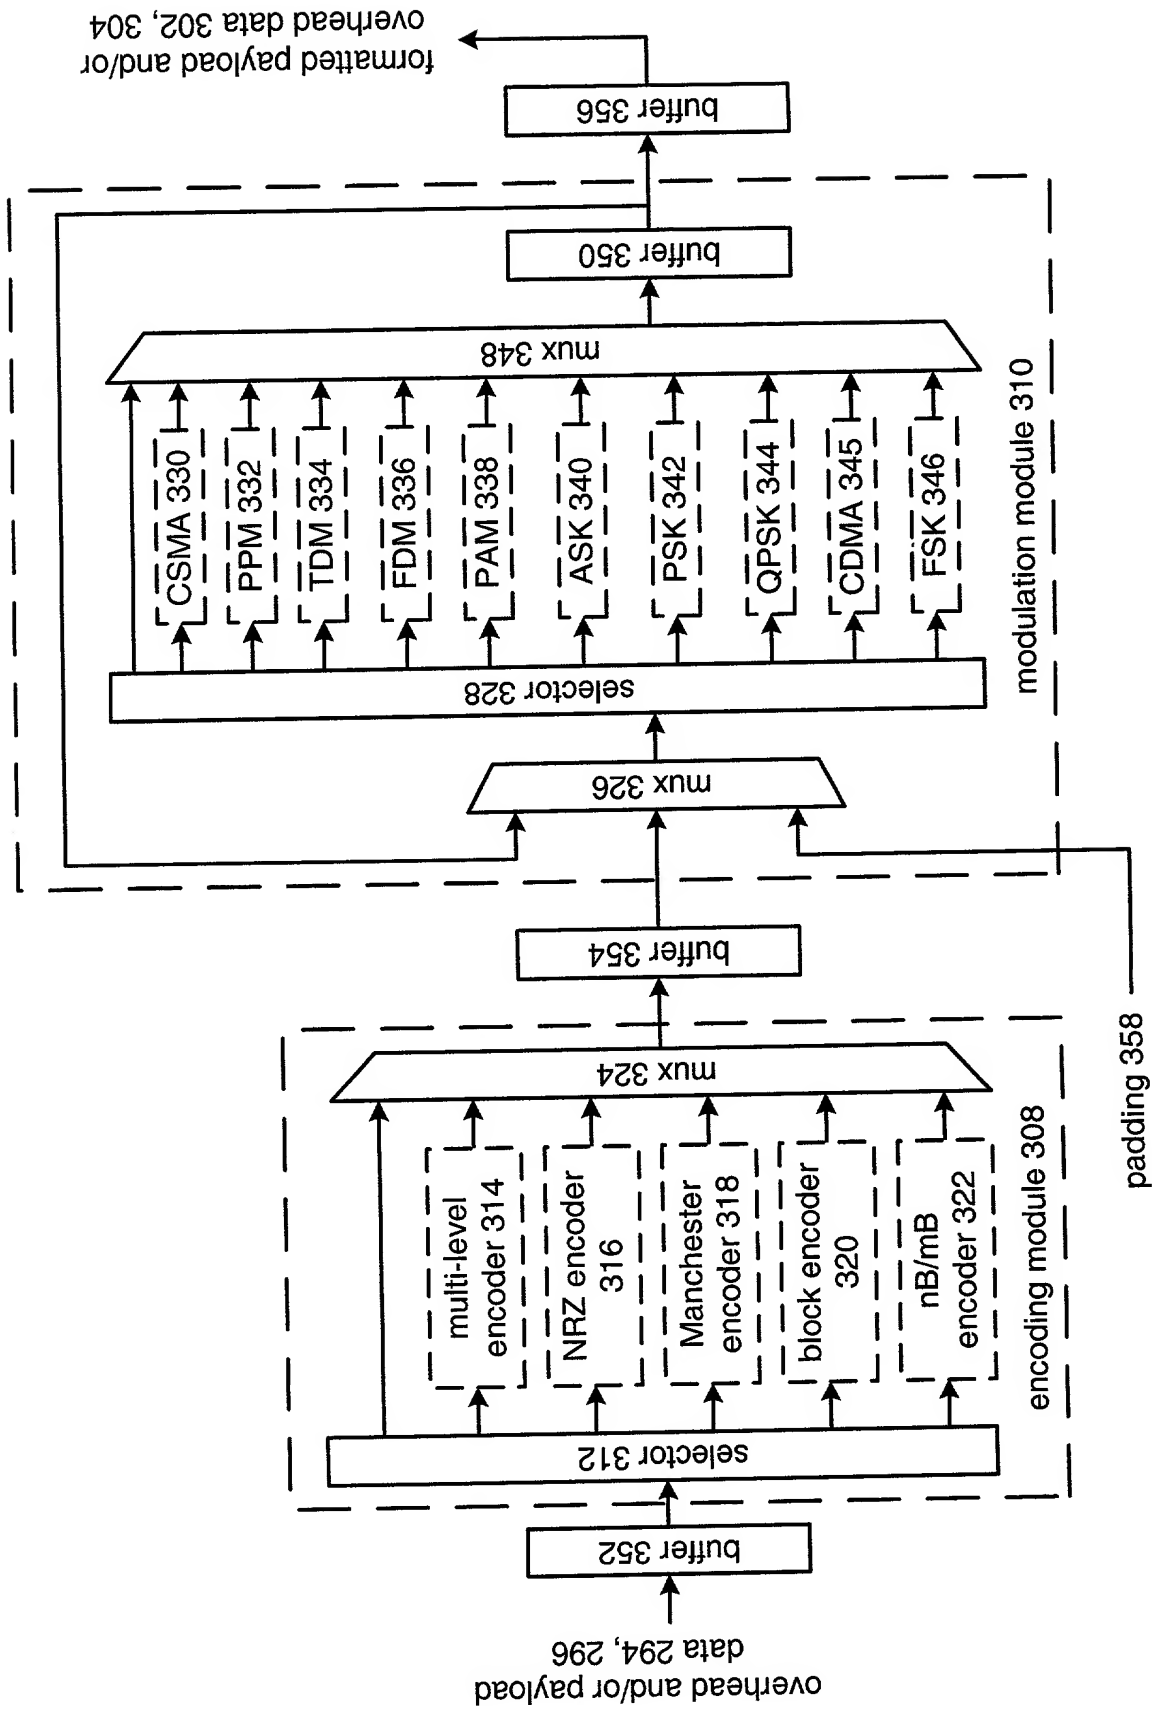 overhead and/or payload
data 294, 296
buffer 352
selector 312
multi-level
encoder 314
NRZ encoder
316
Manchester
encoder 318
block encoder
320
nB/mB
encoder 322
mux 324
encoding module 308
buffer 354
padding 358
mux 326
selector 328
CSMA 330
PPM 332
TDM 334
FDM 336
PAM 338
ASK 340
PSK 342
QPSK 344
CDMA 345
FSK 346
mux 348
buffer 350
modulation module 310
buffer 356
formatted payload and/or
overhead data 302, 304